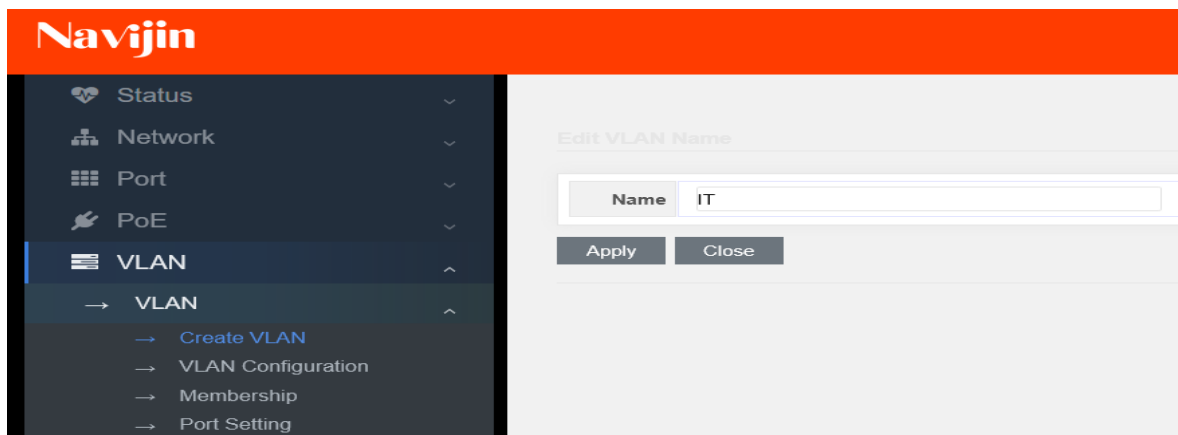 Navijin
Status
Network
Port
PoE
VLAN
VLAN
Create VLAN
VLAN Configuration
Membership
Port Setting
Edit VLAN Name
Name IT
Apply Close